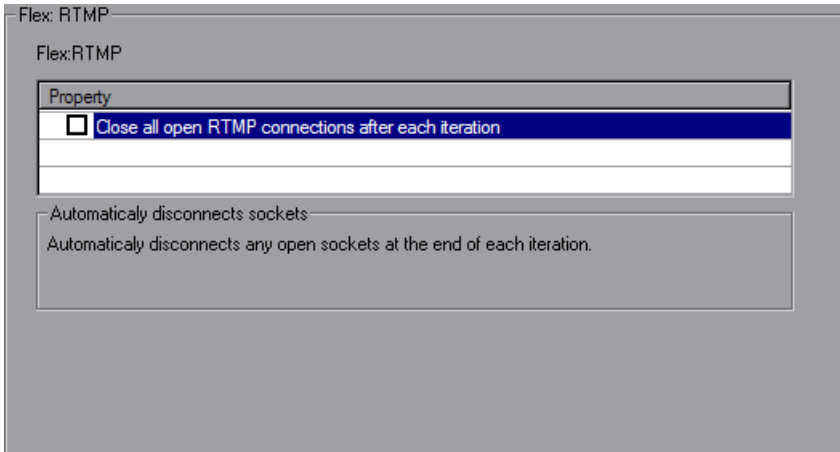 Flex: RTMP
Flex:RTMP
Property
Close all open RTMP connections after each iteration
Automaticaly disconnects sockets
Automaticaly disconnects any open sockets at the end of each iteration.